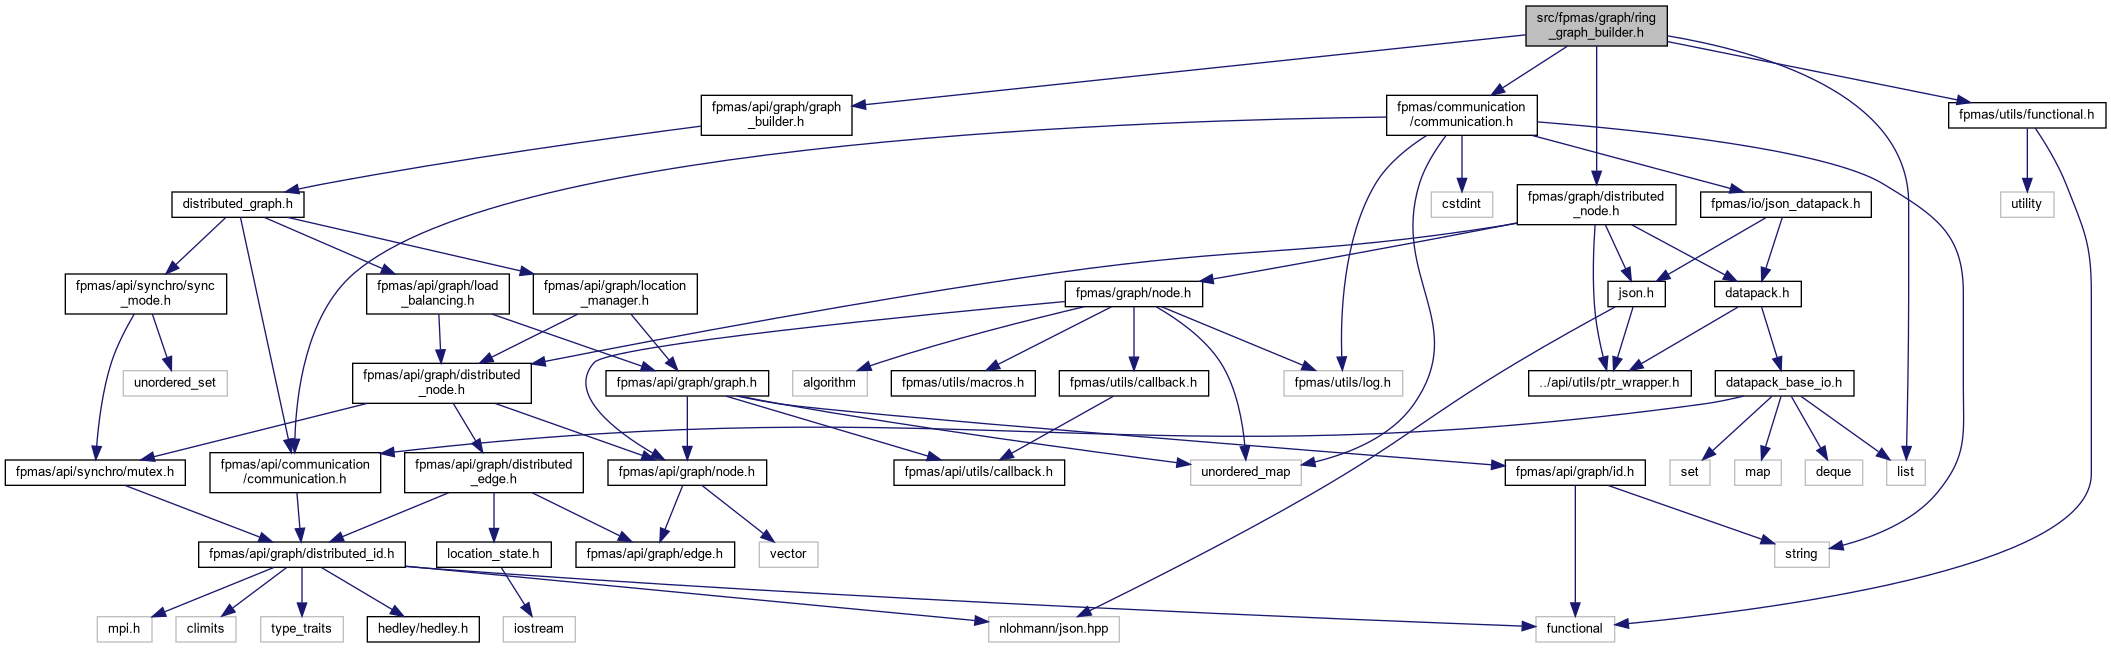 src/fpmas/graph/ring
_graph_builder.h
fpmas/api/graph/graph
_builder.h
fpmas/communication
/communication.h
fpmas/utils/functional.h
distributed_graph.h
cstdint
fpmas/graph/distributed
_node.h
fpmas/io/json_datapack.h
utility
fpmas/api/synchro/sync
_mode.h
fpmas/api/graph/load
_balancing.h
fpmas/api/graph/location
_manager.h
fpmas/graph/node.h
json.h
datapack.h
unordered_set
fpmas/api/graph/distributed
_node.h
fpmas/api/graph/graph.h
algorithm
fpmas/utils/macros.h
fpmas/utils/callback.h
fpmas/utils/log.h
../api/utils/ptr_wrapper.h
datapack_base_io.h
fpmas/api/synchro/mutex.h
fpmas/api/communication
/communication.h
fpmas/api/graph/distributed
_edge.h
fpmas/api/graph/node.h
fpmas/api/utils/callback.h
unordered_map
fpmas/api/graph/id.h
set
map
deque
list
fpmas/api/graph/distributed_id.h
location_state.h
fpmas/api/graph/edge.h
vector
string
mpi.h
climits
type_traits
hedley/hedley.h
iostream
nlohmann/json.hpp
functional